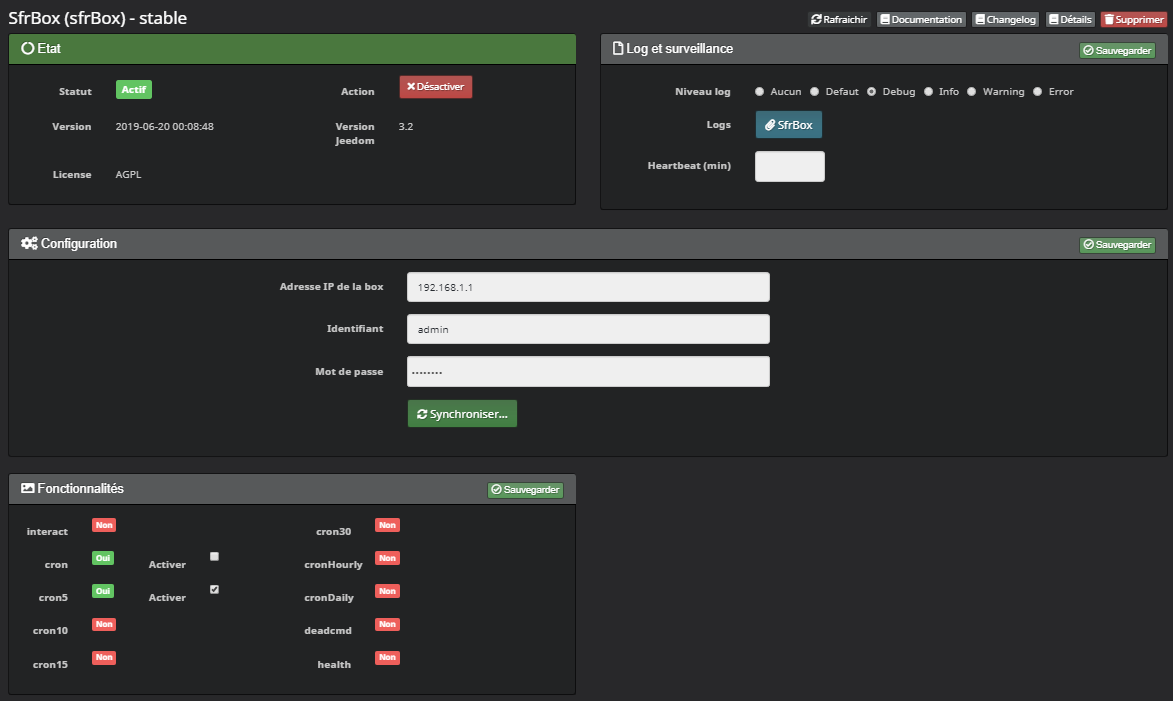 SfrBox (sfrBox) - stable
Rafraichir Documentation Changelog Détails Supprimer
Etat
Statut Actif Action Désactiver
Version 2019-06-20 00:08:48 Version Jeedom 3.2
License AGPL
Log et surveillance Sauvegarder
Niveau log Aucun Defaut Debug Info Warning Error
Logs SfrBox
Heartbeat (min)
Configuration Sauvegarder
Adresse IP de la box 192.168.1.1
Identifiant admin
Mot de passe ........
Synchroniser...
Fonctionnalités Sauvegarder
interact Non cron30 Non
cron Oui Activer cronHourly Non
cron5 Oui Activer cronDaily Non
cron10 Non deadcmd Non
cron15 Non health Non